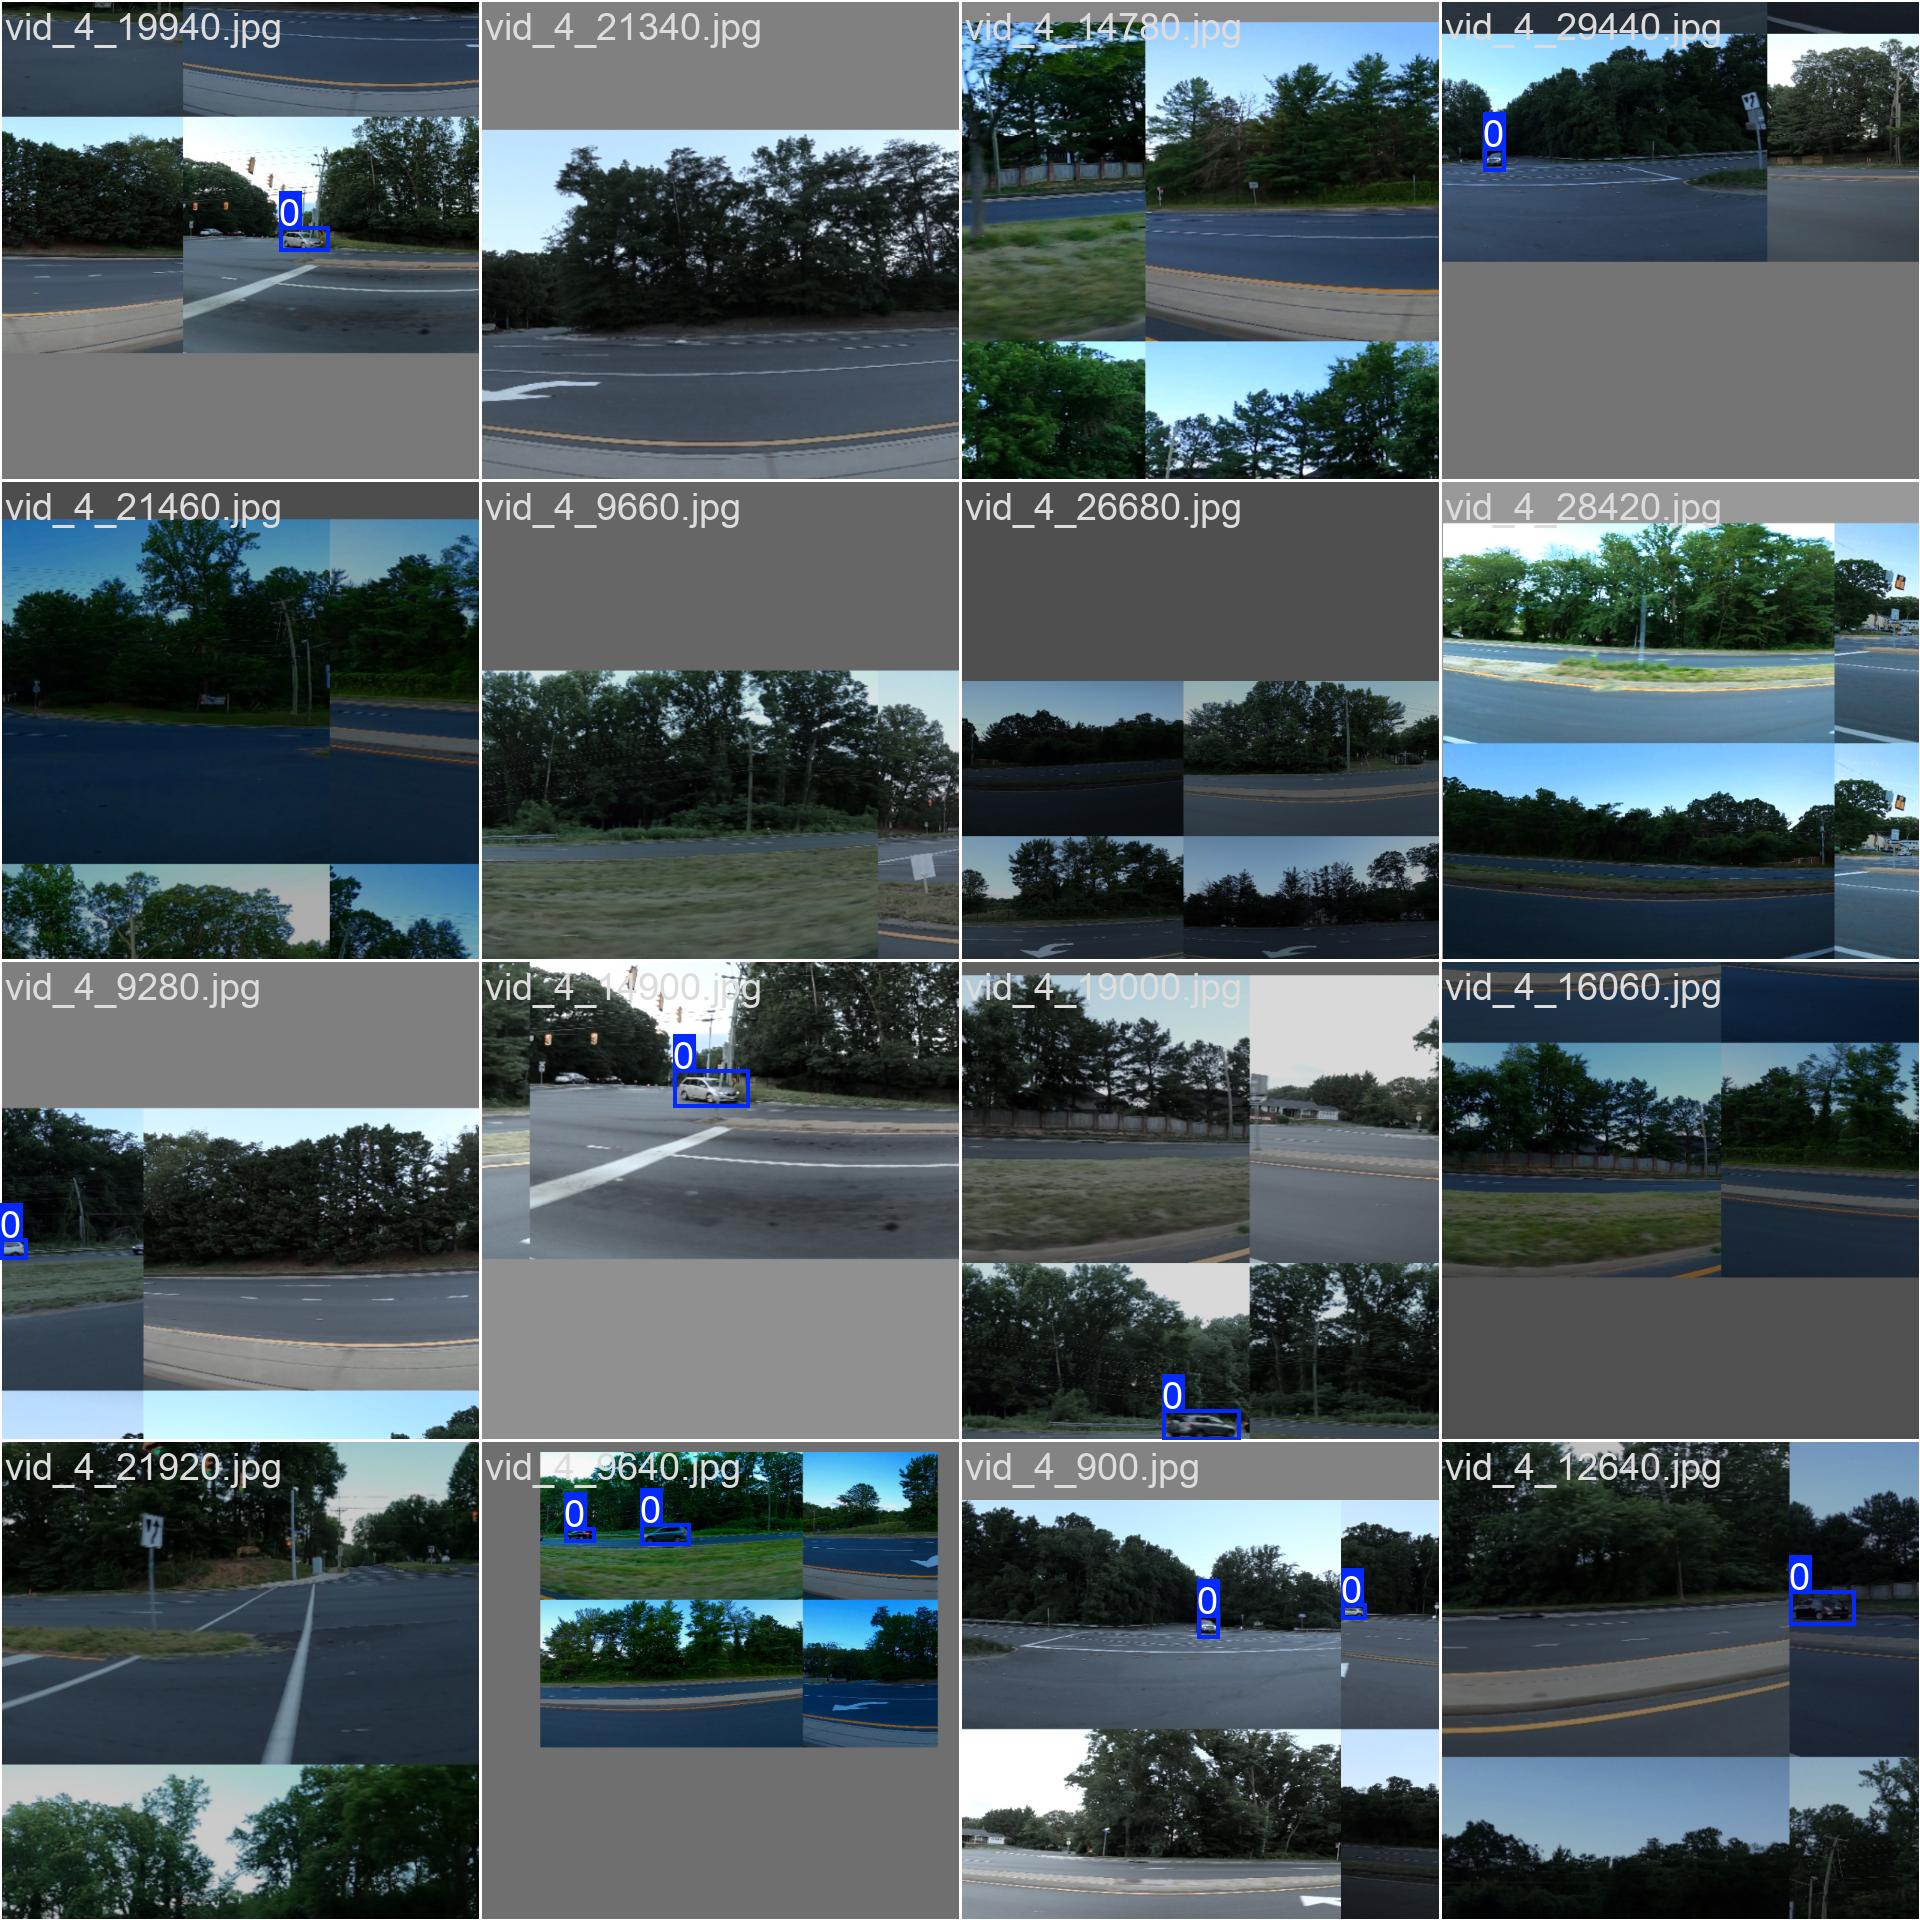 vid_4_19940.jpg
vid_4_21340.jpg
vid_4_14780.jpg
vid_4_29440.jpg
0
0
vid_4_21460.jpg
vid_4_9660.jpg
vid_4_26680.jpg
vid_4_28420.jpg
vid_4_9280.jpg
vid_4_14900.jpg
vid_4_19000.jpg
vid_4_16060.jpg
0
0
0
vid_4_21920.jpg
vid_4_9640.jpg
vid_4_900.jpg
vid_4_12640.jpg
0
0
0
0
0